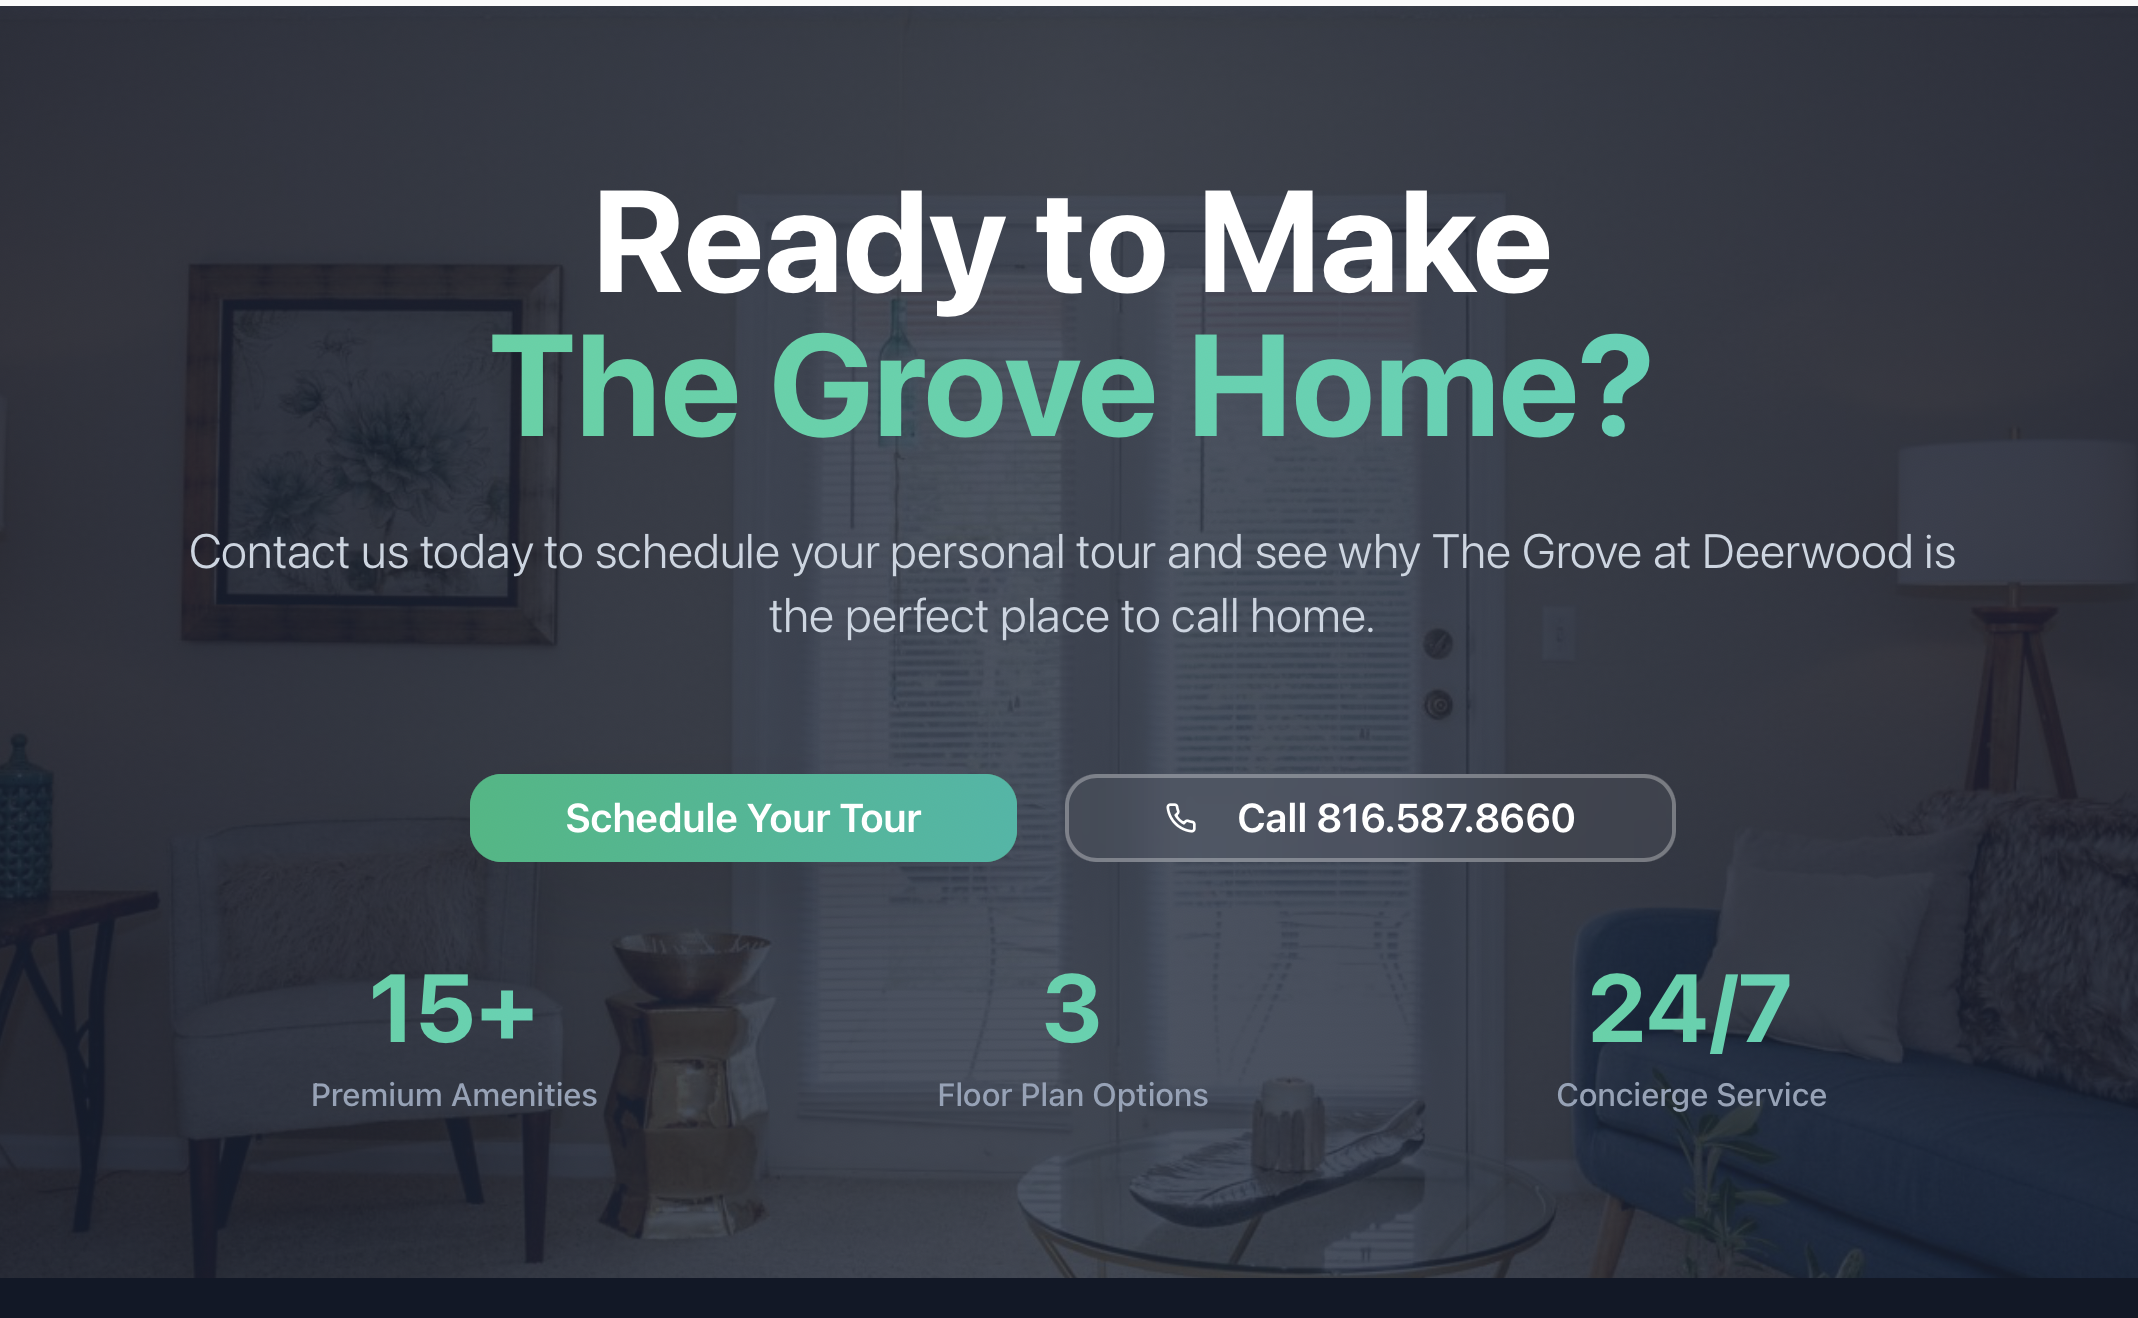 Ready to Make
The Grove Home?
Contact us today to schedule your personal tour and see why The Grove at Deerwood is
the perfect place to call home.
Schedule Your Tour
Call 816.587.8660
15+
3
24/7
Premium Amenities
Floor Plan Options
Concierge Service